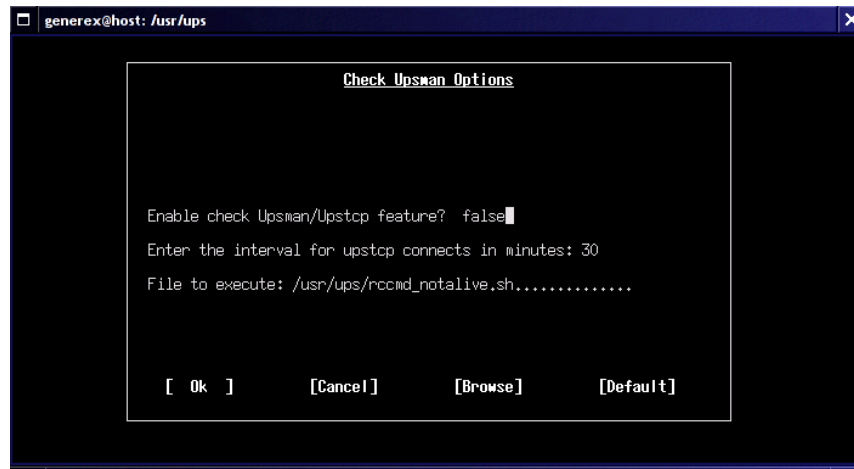 generex@host: /usr/ups
Check Upsman Options
Enable check Upsman/Upstcp feature? false
Enter the interval for upstcp connects in minutes: 30
File to execute: /usr/ups/rccmd_notalive.sh..............
[ Ok ] [Cancel] [Browse] [Default]